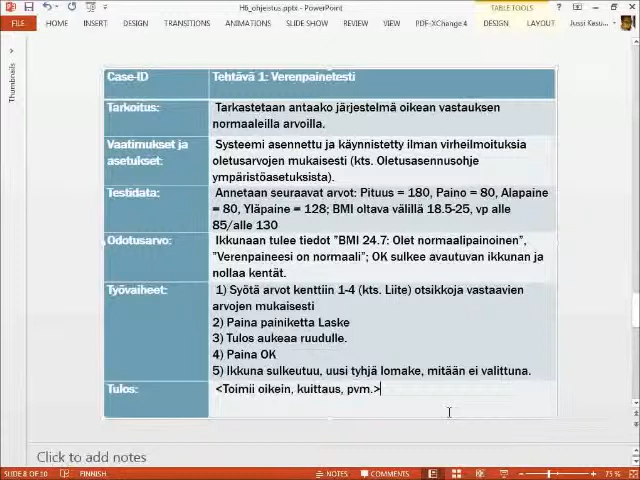 H6_ohjeistus.pptx - PowerPoint
TABLE TOOLS
FILE HOME INSERT DESIGN TRANSITIONS ANIMATIONS SLIDE SHOW REVIEW VIEW PDF-XChange 4 DESIGN LAYOUT Jussi Kasu...
Thumbnails
Case-ID Tehtävä 1: Verenpainetesti
Tarkoitus: Tarkastetaan antaako järjestelmä oikean vastauksen
normaaleilla arvoilla.
Vaatimukset ja Systeemi asennettu ja käynnistetty ilman virheilmoituksia
asetukset: oletusarvojen mukaisesti (kts. Oletusasennusohje
ympäristöasetuksista).
Testidata: Annetaan seuraavat arvot: Pituus = 180, Paino = 80, Alapaine
= 80, Yläpaine = 128; BMI oltava välillä 18.5-25, vp alle
85/alle 130
Odotusarvo: Ikkunaan tulee tiedot "BMI 24.7: Olet normaalipainoinen",
"Verenpaineesi on normaali"; OK sulkee avautuvan ikkunan ja
nollaa kentät.
Työvaiheet: 1) Syötä arvot kenttiin 1-4 (kts. Liite) otsikkoja vastaavien
arvojen mukaisesti
2) Paina painiketta Laske
3) Tulos aukeaa ruudulle.
4) Paina OK
5) Ikkuna sulkeutuu, uusi tyhjä lomake, mitään ei valittuna.
Tulos: <Toimii oikein, kuittaus, pvm.>
Click to add notes
SLIDE 8 OF 10 FINNISH NOTES COMMENTS 75 %